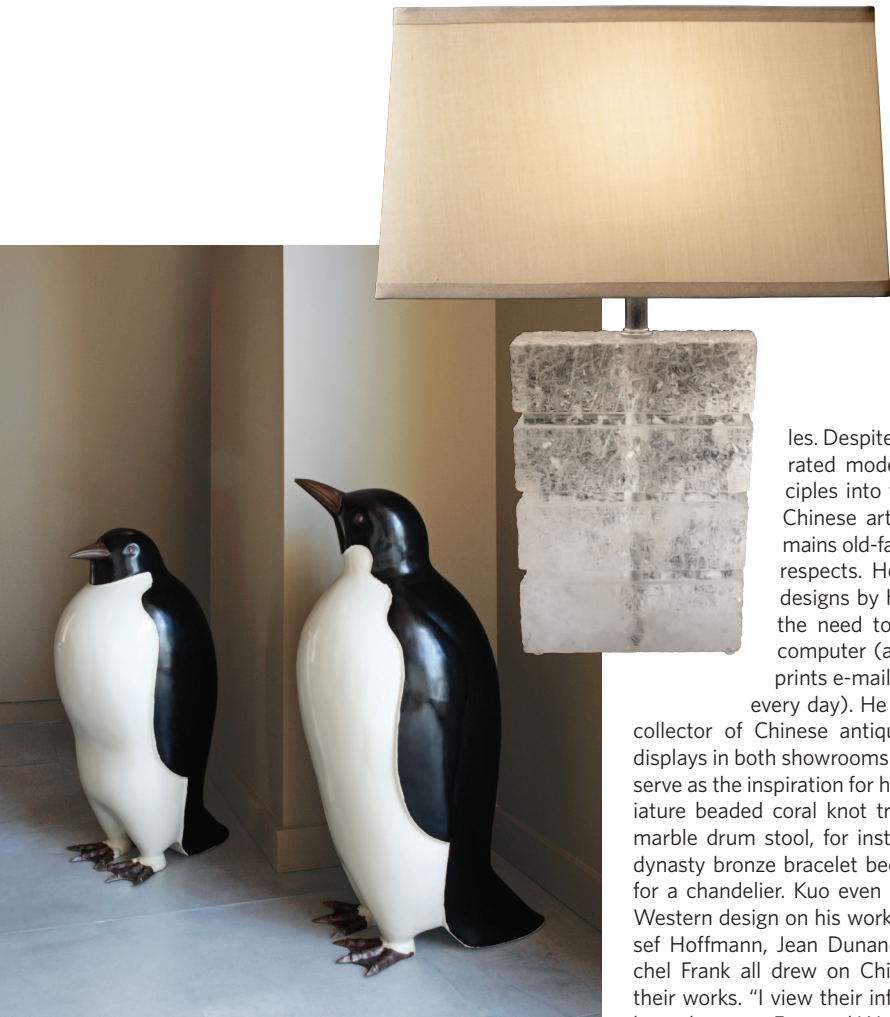 les. Despite
rated mode
ciples into
Chinese art
mains old-fa
respects. He
designs by h
the need to
computer (a
prints e-mail
every day). He
collector of Chinese antiqu
displays in both showrooms
serve as the inspiration for h
iature beaded coral knot tr
marble drum stool, for inst
dynasty bronze bracelet bec
for a chandelier. Kuo even
Western design on his work
sef Hoffmann, Jean Dunan
chel Frank all drew on Chi
their works. “I view their inf